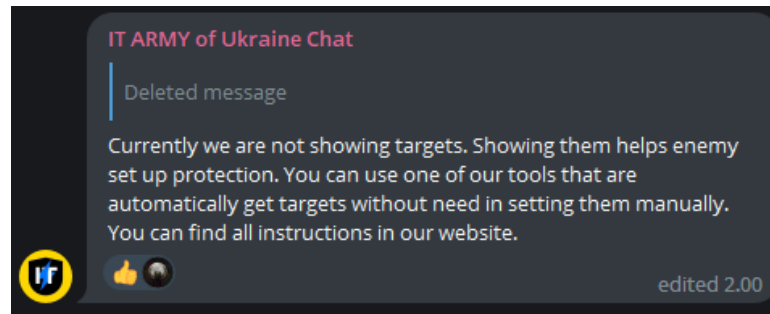 IT ARMY of Ukraine Chat
Deleted message
Currently we are not showing targets. Showing them helps enemy
set up protection. You can use one of our tools that are
automatically get targets without need in setting them manually.
You can find all instructions in our website.
IT
edited 2.00